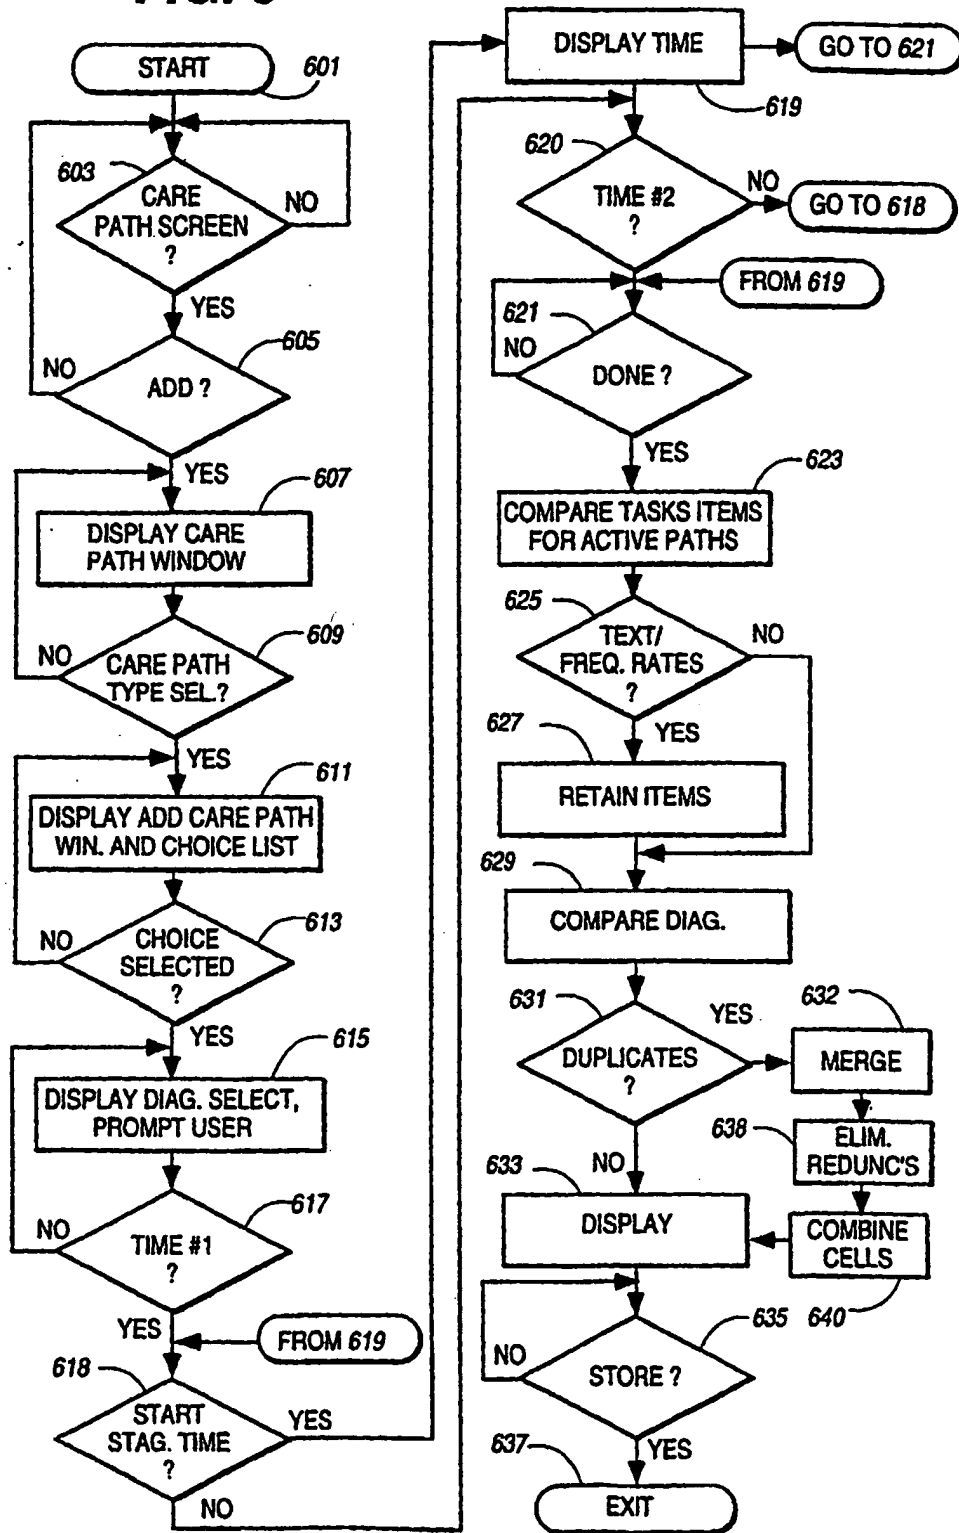 START
601
603
CARE
PATH SCREEN
?
NO
YES
605
NO
ADD ?
YES
607
DISPLAY CARE
PATH WINDOW
609
NO
CARE PATH
TYPE SEL.?
YES
611
DISPLAY ADD CARE PATH
WIN. AND CHOICE LIST
613
NO
CHOICE
SELECTED
?
YES
615
DISPLAY DIAG. SELECT,
PROMPT USER
617
NO
TIME #1
?
YES
FROM 619
618
START
STAG. TIME
?
YES
NO
DISPLAY TIME
GO TO 621
619
620
TIME #2
?
NO
GO TO 618
FROM 619
621
NO
DONE ?
YES
623
COMPARE TASKS ITEMS
FOR ACTIVE PATHS
625
TEXT/
FREQ. RATES
?
NO
627
YES
RETAIN ITEMS
629
COMPARE DIAG.
631
DUPLICATES
?
YES
632
MERGE
638
ELIM.
REDUNC'S
NO
633
DISPLAY
COMBINE
CELLS
640
635
NO
STORE ?
YES
637
EXIT